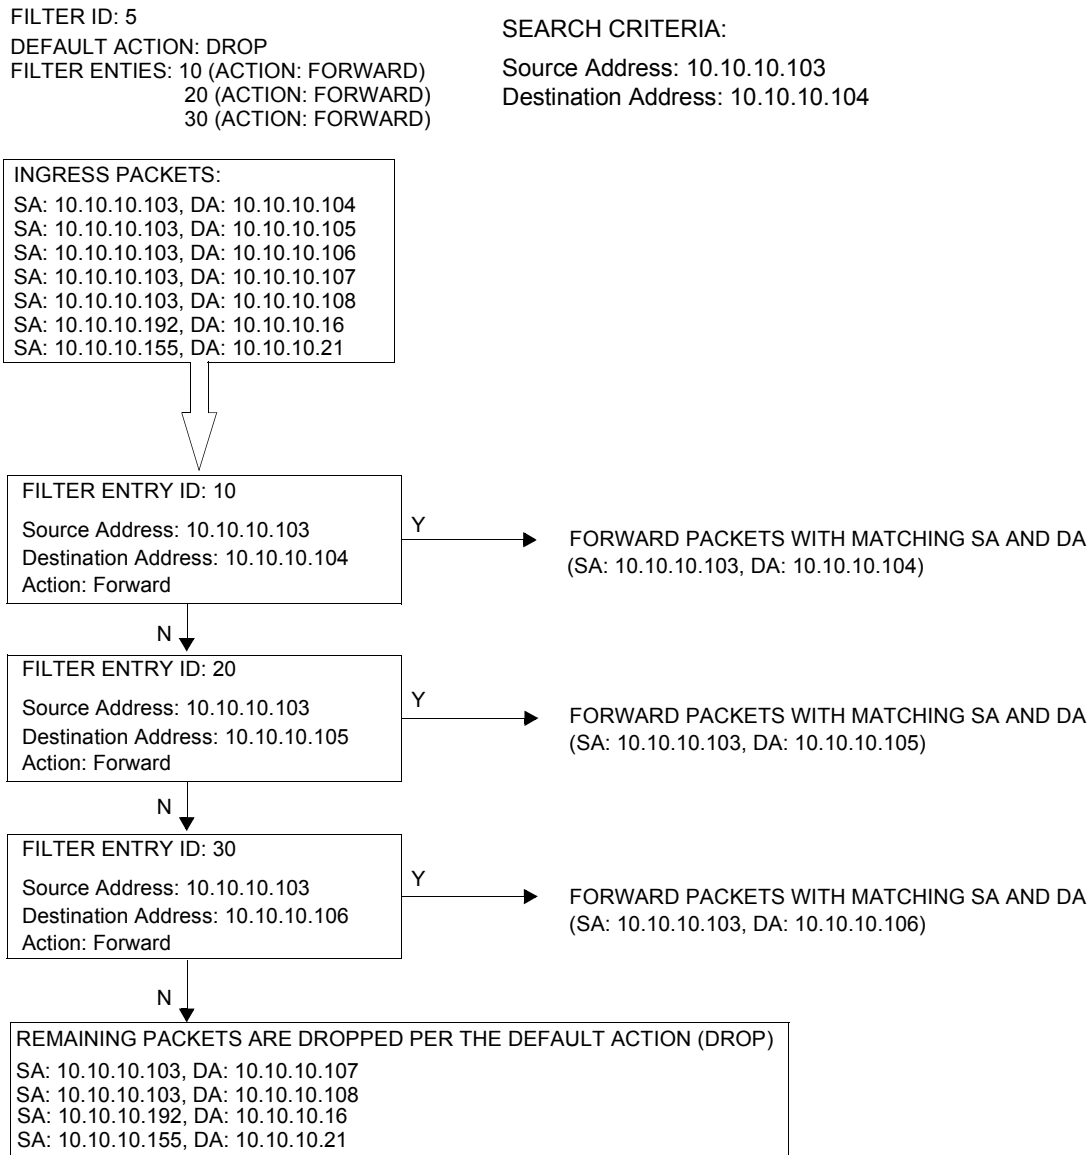 FILTER ID: 5
DEFAULT ACTION: DROP
FILTER ENTIES: 10 (ACTION: FORWARD)
20 (ACTION: FORWARD)
30 (ACTION: FORWARD)
SEARCH CRITERIA:
Source Address: 10.10.10.103
Destination Address: 10.10.10.104
INGRESS PACKETS:
SA: 10.10.10.103, DA: 10.10.10.104
SA: 10.10.10.103, DA: 10.10.10.105
SA: 10.10.10.103, DA: 10.10.10.106
SA: 10.10.10.103, DA: 10.10.10.107
SA: 10.10.10.103, DA: 10.10.10.108
SA: 10.10.10.192, DA: 10.10.10.16
SA: 10.10.10.155, DA: 10.10.10.21
FILTER ENTRY ID: 10
Source Address: 10.10.10.103
Destination Address: 10.10.10.104
Action: Forward
Y
FORWARD PACKETS WITH MATCHING SA AND DA
(SA: 10.10.10.103, DA: 10.10.10.104)
N
FILTER ENTRY ID: 20
Source Address: 10.10.10.103
Destination Address: 10.10.10.105
Action: Forward
Y
FORWARD PACKETS WITH MATCHING SA AND DA
(SA: 10.10.10.103, DA: 10.10.10.105)
N
FILTER ENTRY ID: 30
Source Address: 10.10.10.103
Destination Address: 10.10.10.106
Action: Forward
Y
FORWARD PACKETS WITH MATCHING SA AND DA
(SA: 10.10.10.103, DA: 10.10.10.106)
N
REMAINING PACKETS ARE DROPPED PER THE DEFAULT ACTION (DROP)
SA: 10.10.10.103, DA: 10.10.10.107
SA: 10.10.10.103, DA: 10.10.10.108
SA: 10.10.10.192, DA: 10.10.10.16
SA: 10.10.10.155, DA: 10.10.10.21